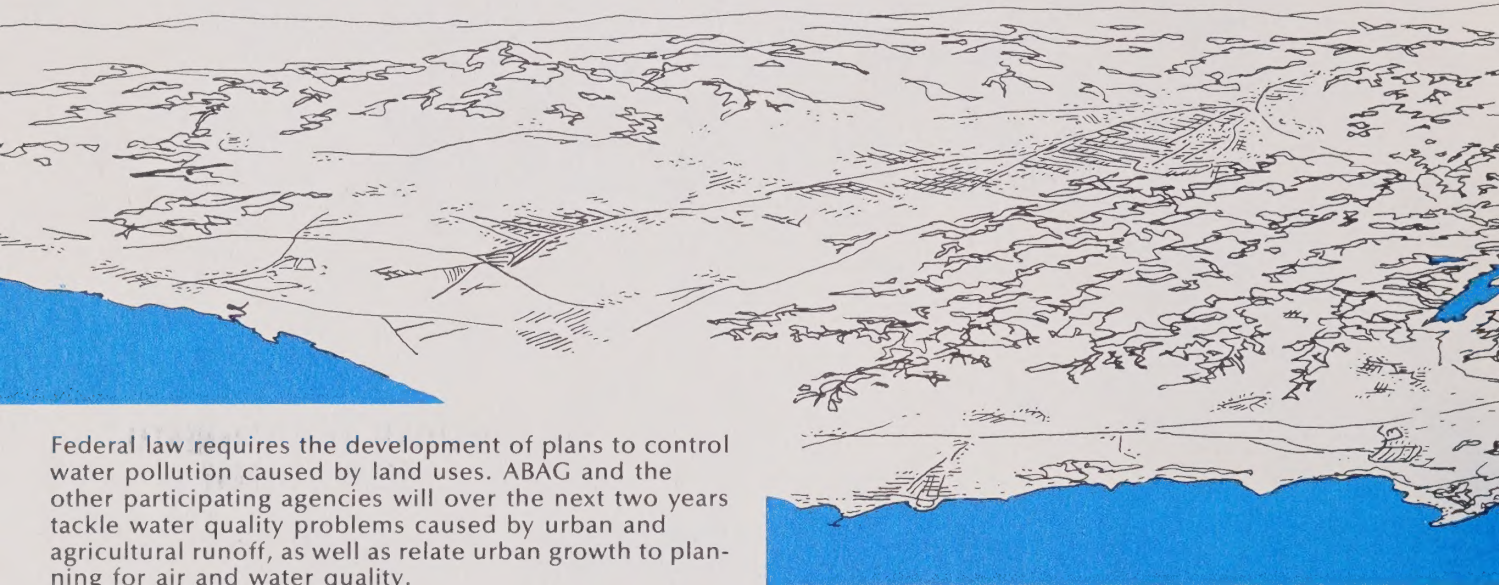 Federal law requires the development of plans to control
water pollution caused by land uses. ABAG and the
other participating agencies will over the next two years
tackle water quality problems caused by urban and
agricultural runoff, as well as relate urban growth to plan-
ning for air and water quality.